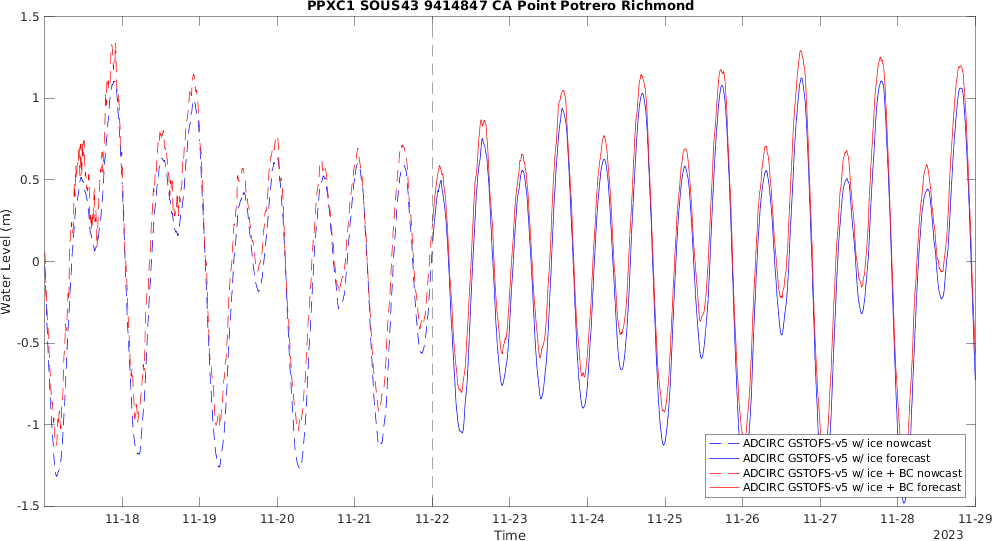 PPXC1 SOUS43 9414847 CA Point Potrero Richmond
1.5
1
0.5
0
-0.5
-1
-1.5
Water Level (m)
11-18
11-19
11-20
11-21
11-22
11-23
11-24
11-25
11-26
11-27
11-28
11-29
Time
2023
ADCIRC GSTOFS-v5 w/ ice nowcast
ADCIRC GSTOFS-v5 w/ ice forecast
ADCIRC GSTOFS-v5 w/ ice + BC nowcast
ADCIRC GSTOFS-v5 w/ ice + BC forecast